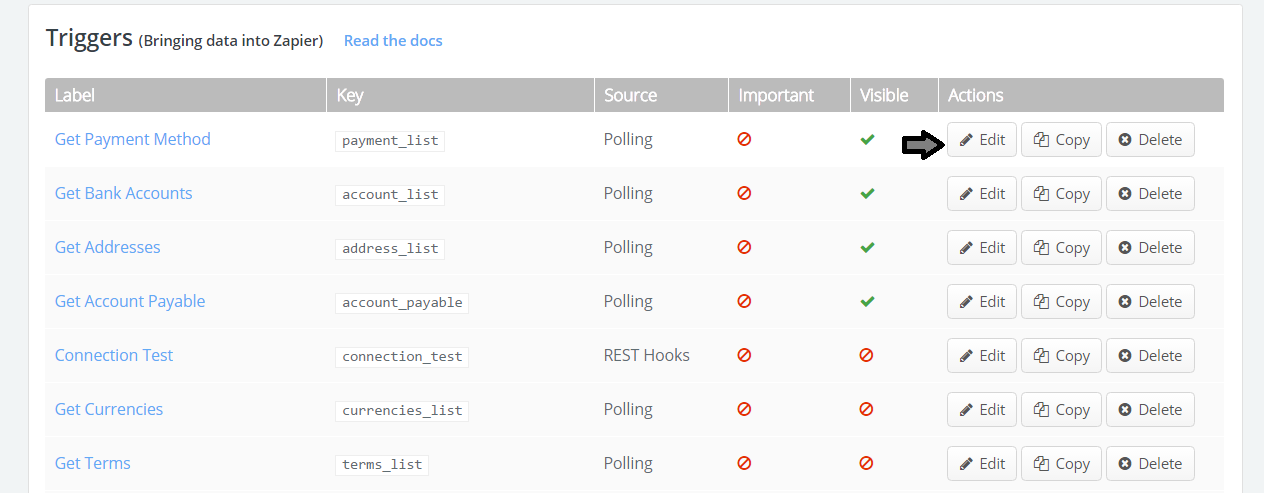 Triggers (Bringing data into Zapier) Read the docs
Label Key Source Important Visible Actions
Get Payment Method payment_list Polling Edit Copy Delete
Get Bank Accounts account_list Polling Edit Copy Delete
Get Addresses address_list Polling Edit Copy Delete
Get Account Payable account_payable Polling Edit Copy Delete
Connection Test connection_test REST Hooks Edit Copy Delete
Get Currencies currencies_list Polling Edit Copy Delete
Get Terms terms_list Polling Edit Copy Delete